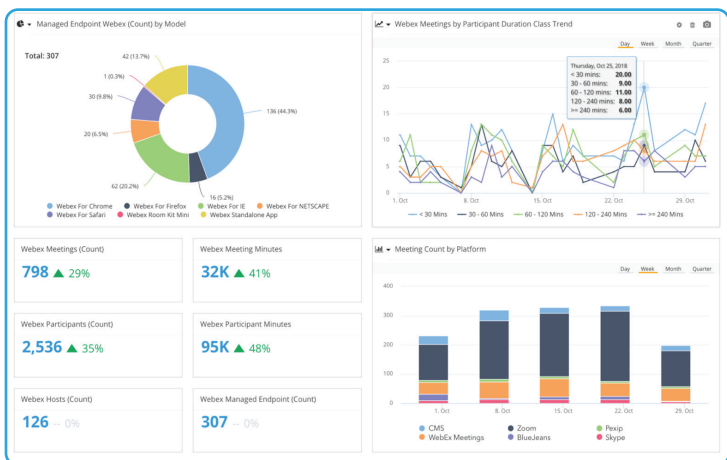 Managed Endpoint Webex (Count) by Model
Total: 307
42 (13.7%)
1 (0.3%)
30 (9.8%)
20 (6.5%)
62 (20.2%)
136 (44.3%)
16 (5.2%)
Webex For Chrome Webex For Firefox Webex For IE Webex For NETSCAPE
Webex For Safari Webex Room Kit Mini Webex Standalone App
Webex Meetings by Participant Duration Class Trend
Day Week Month Quarter
25
20
15
10
5
0
Thursday, Oct 25, 2018
< 30 mins: 20.00
30 - 60 mins: 9.00
60 - 120 mins: 11.00
120 - 240 mins: 8.00
>= 240 mins: 6.00
1. Oct 8. Oct 15. Oct 22. Oct 29. Oct
< 30 Mins 30 - 60 Mins 60 - 120 Mins 120 - 240 Mins >= 240 Mins
Webex Meetings (Count)
798 29%
Webex Meeting Minutes
32K 41%
Webex Participants (Count)
2,536 35%
Webex Participant Minutes
95K 48%
Webex Hosts (Count)
126 -- 0%
Webex Managed Endpoint (Count)
307 -- 0%
Meeting Count by Platform
Day Week Month Quarter
400
300
200
100
0
1. Oct 8. Oct 15. Oct 22. Oct 29. Oct
CMS Zoom Pexip
WebEx Meetings BlueJeans Skype